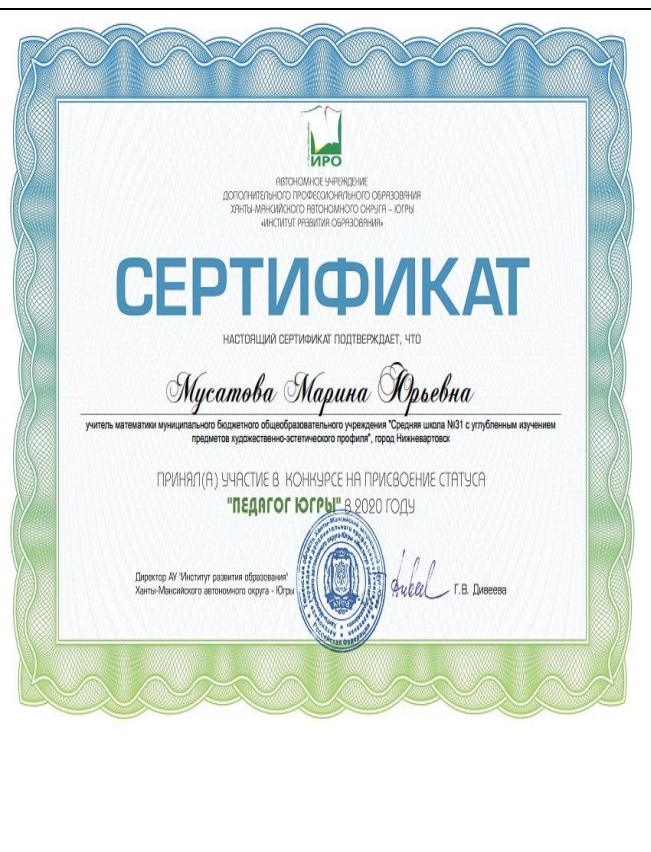 ИРО
АВТОНОМНОЕ УЧРЕЖДЕНИЕ
ДОПОЛНИТЕЛЬНОГО ПРОФЕССИОНАЛЬНОГО ОБРАЗОВАНИЯ
ХАНТЫ-МАНСИЙСКОГО АВТОНОМНОГО ОКРУГА – ЮГРЫ
«ИНСТИТУТ РАЗВИТИЯ ОБРАЗОВАНИЯ»
СЕРТИФИКАТ
НАСТОЯЩИЙ СЕРТИФИКАТ ПОДТВЕРЖДАЕТ, ЧТО
Мусатова Марина Юрьевна
учитель математики муниципального бюджетного общеобразовательного учреждения "Средняя школа №31 с углубленным изучением
предметов художественно-эстетического профиля", город Нижневартовск
ПРИНЯЛ(А) УЧАСТИЕ В КОНКУРСЕ НА ПРИСВОЕНИЕ СТАТУСА
"ПЕДАГОГ ЮГРЫ" В 2020 ГОДУ
Директор АУ "Институт развития образования"
Ханты-Мансийского автономного округа - Югры
Г.В. Дивеева
Российская Федерация